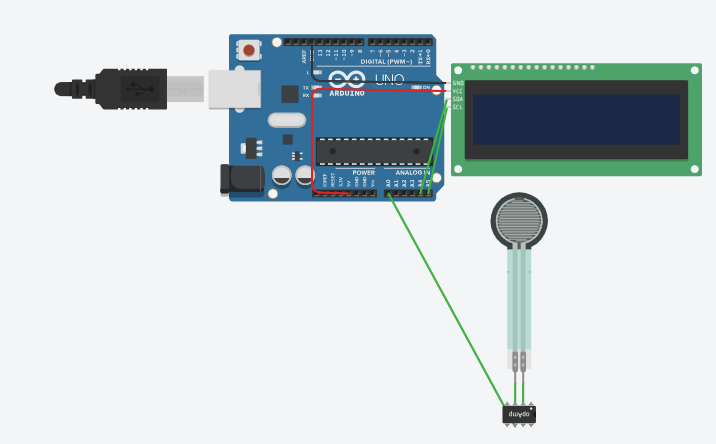 AREF
13
12
~11
~10
~9
8
7
~6
~5
4
~3
2
TX→1
RX←0
DIGITAL (PWM~)
L
TX
RX
UNO
ARDUINO
ON
GND
VCC
SDA
SCL
POWER
ANALOG IN
IOREF
RESET
3.3V
5V
GND
GND
Vin
A0
A1
A2
A3
A4
A5
opAmp